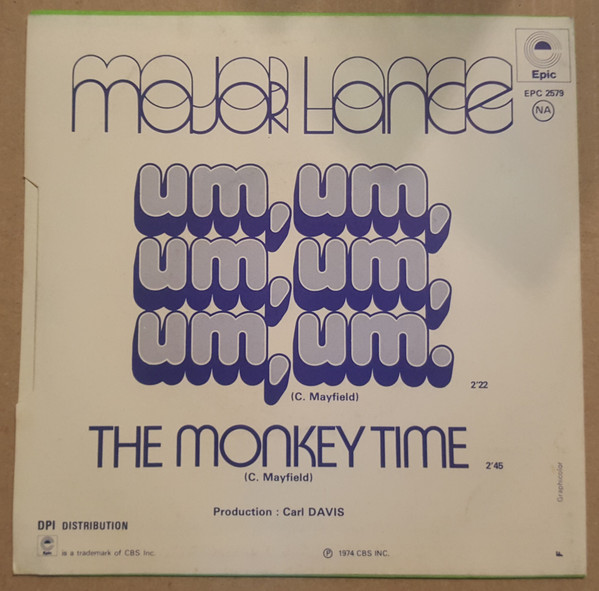 MAJOR LANCE
Epic
EPC 2579
NA
um, um,
um, um,
um, um.
2'22
(C. Mayfield)
THE MONKEY TIME
2'45
(C. Mayfield)
Production : Carl DAVIS
Graphicolor
DPI DISTRIBUTION
Epic is a trademark of CBS Inc.
℗ 1974 CBS INC.
F